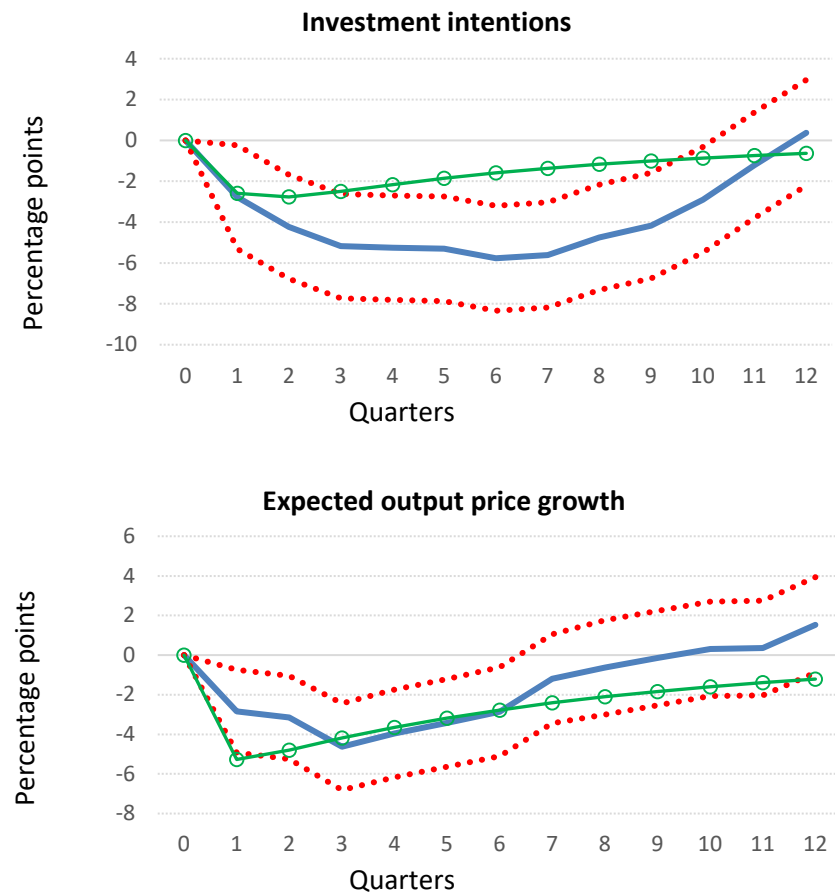 Investment intentions
Percentage points
4
2
0
-2
-4
-6
-8
-10
0 1 2 3 4 5 6 7 8 9 10 11 12
Quarters
Expected output price growth
Percentage points
6
4
2
0
-2
-4
-6
-8
0 1 2 3 4 5 6 7 8 9 10 11 12
Quarters